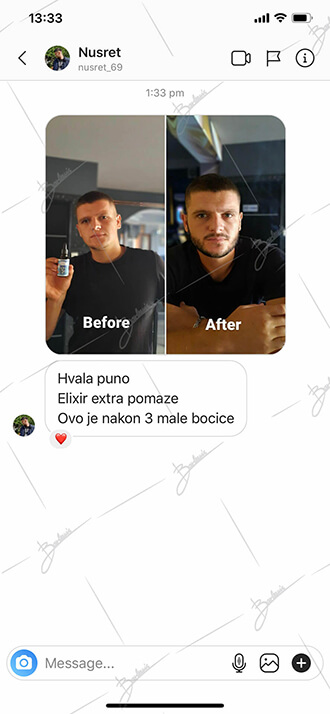 13:33
Nusret
nusret_69
1:33 pm
Before
After
Hvala puno
Elixir extra pomaze
Ovo je nakon 3 male bocice
Message...